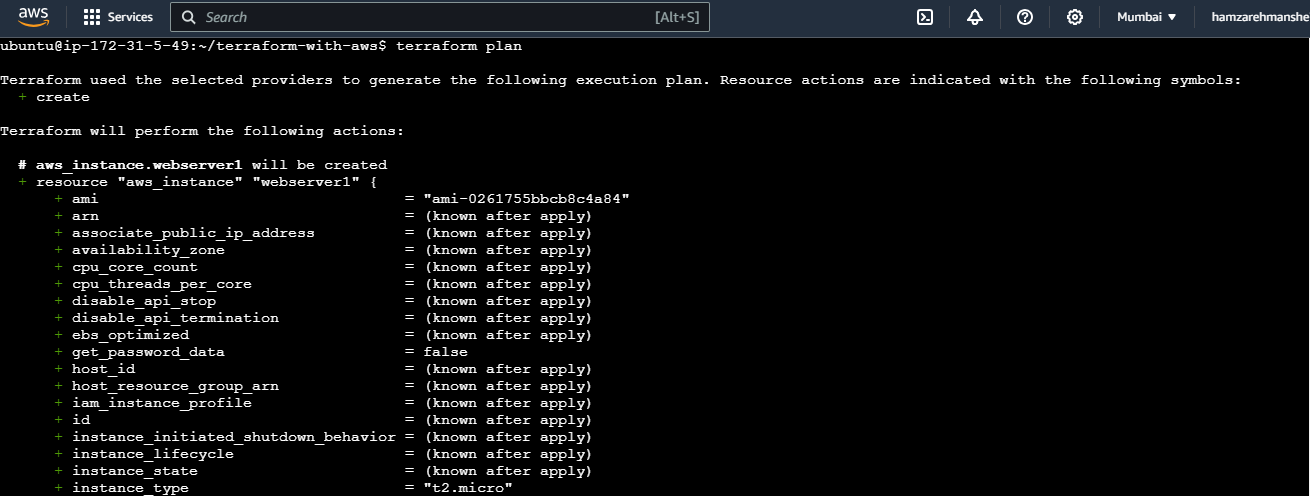 aws
Services
Search
[Alt+S]
Mumbai
hamzarehmanshe
ubuntu@ip-172-31-5-49:~/terraform-with-aws$ terraform plan
Terraform used the selected providers to generate the following execution plan. Resource actions are indicated with the following symbols:
+ create
Terraform will perform the following actions:
# aws_instance.webserver1 will be created
+ resource "aws_instance" "webserver1" {
+ ami = "ami-0261755bbcb8c4a84"
+ arn = (known after apply)
+ associate_public_ip_address = (known after apply)
+ availability_zone = (known after apply)
+ cpu_core_count = (known after apply)
+ cpu_threads_per_core = (known after apply)
+ disable_api_stop = (known after apply)
+ disable_api_termination = (known after apply)
+ ebs_optimized = (known after apply)
+ get_password_data = false
+ host_id = (known after apply)
+ host_resource_group_arn = (known after apply)
+ iam_instance_profile = (known after apply)
+ id = (known after apply)
+ instance_initiated_shutdown_behavior = (known after apply)
+ instance_lifecycle = (known after apply)
+ instance_state = (known after apply)
+ instance_type = "t2.micro"